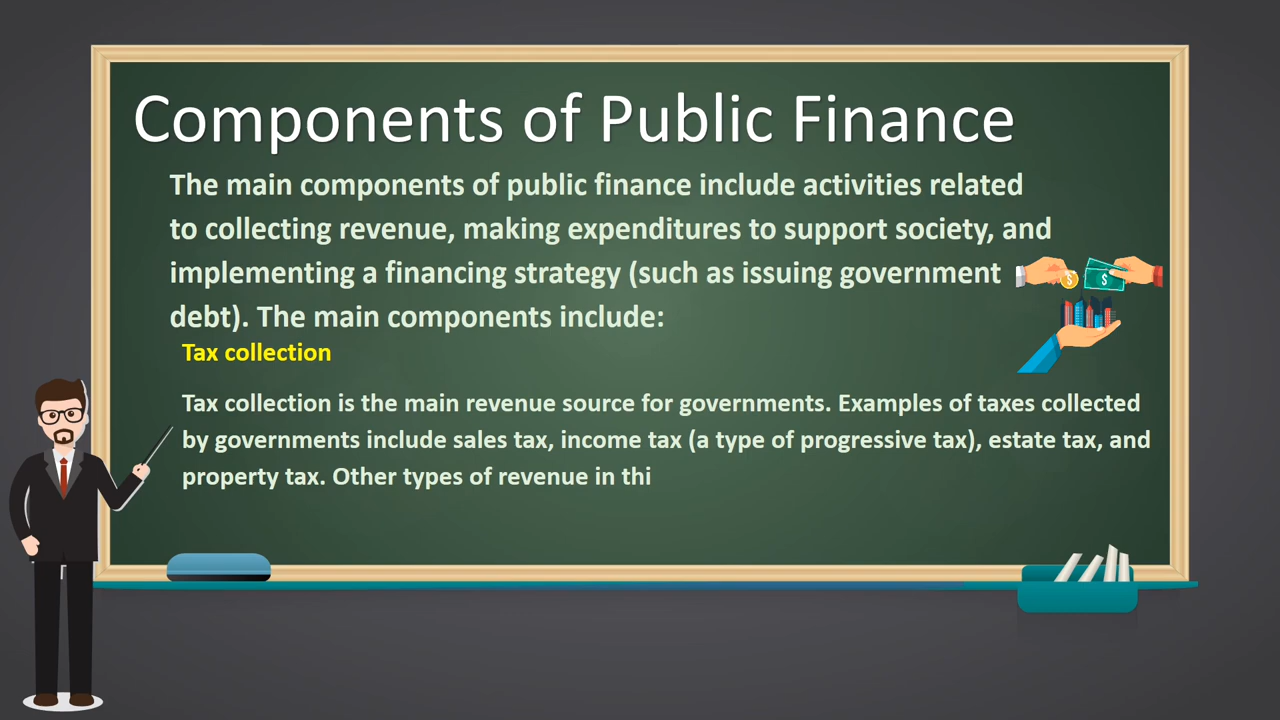 Components of Public Finance
The main components of public finance include activities related
to collecting revenue, making expenditures to support society, and
implementing a financing strategy (such as issuing government
debt). The main components include:
Tax collection
Tax collection is the main revenue source for governments. Examples of taxes collected
by governments include sales tax, income tax (a type of progressive tax), estate tax, and
property tax. Other types of revenue in thi
$ $